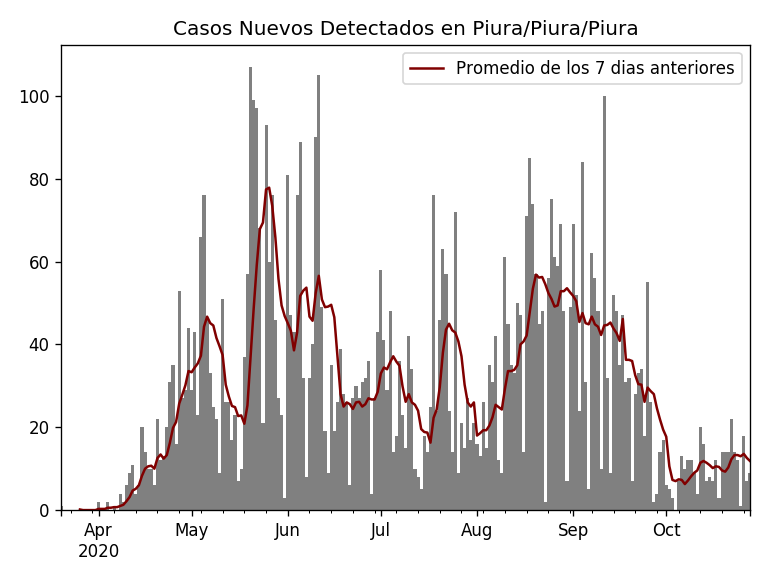 Casos Nuevos Detectados en Piura/Piura/Piura
Promedio de los 7 dias anteriores
100
80
60
40
20
0
Apr May Jun Jul Aug Sep Oct
2020